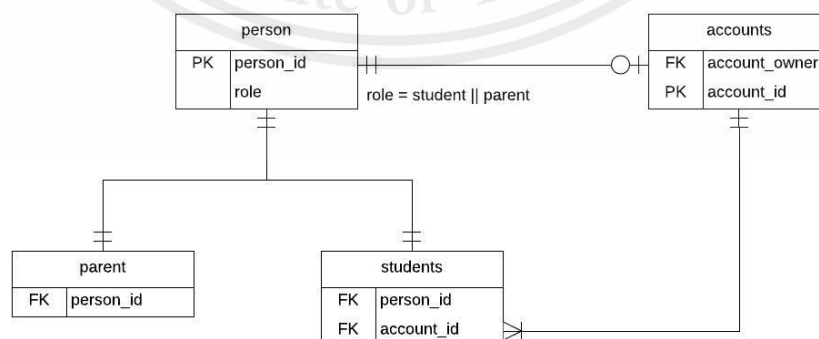 person
PK person_id
role
accounts
FK account_owner
PK account_id
role = student || parent
parent
FK person_id
students
FK person_id
FK account_id